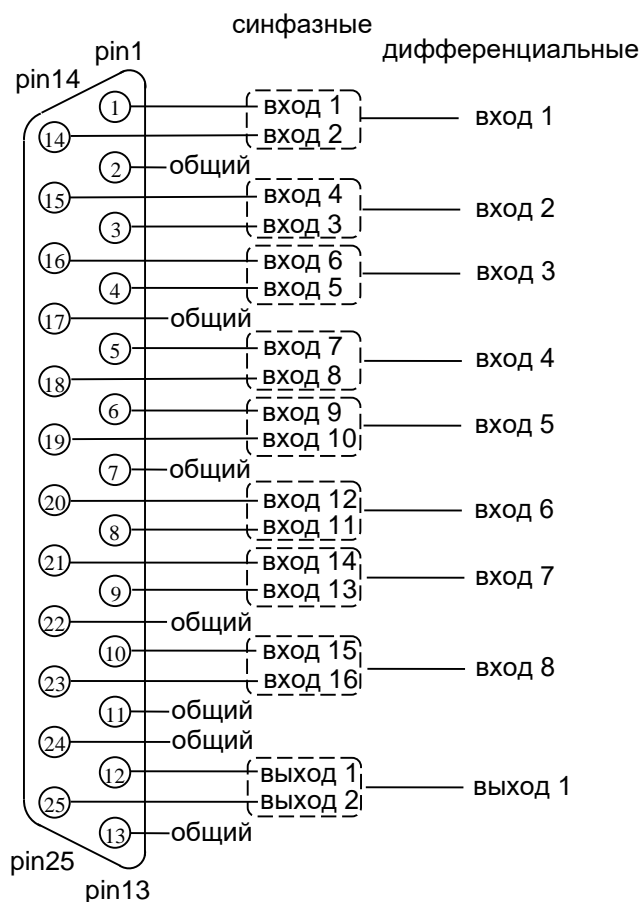 синфазные
дифференциальные
pin1
pin14
1 вход 1
вход 1
14 вход 2
2 общий
15 вход 4
вход 2
3 вход 3
16 вход 6
вход 3
4 вход 5
17 общий
5 вход 7
вход 4
18 вход 8
6 вход 9
вход 5
19 вход 10
7 общий
20 вход 12
вход 6
8 вход 11
21 вход 14
вход 7
9 вход 13
22 общий
10 вход 15
вход 8
23 вход 16
11 общий
24 общий
12 выход 1
выход 1
25 выход 2
13 общий
pin25
pin13